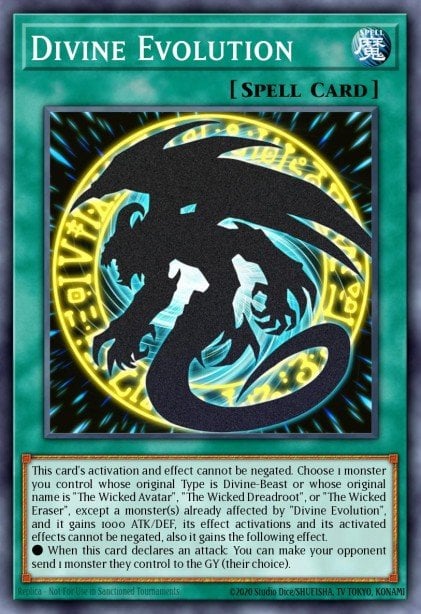 DIVINE EVOLUTION
SPELL
魔
[SPELL CARD]
This card's activation and effect cannot be negated. Choose 1 monster
you control whose original Type is Divine-Beast or whose original
name is "The Wicked Avatar", "The Wicked Dreadroot", or "The Wicked
Eraser", except a monster(s) already affected by "Divine Evolution",
and it gains 1000 ATK/DEF, its effect activations and its activated
effects cannot be negated, also it gains the following effect.
● When this card declares an attack: You can make your opponent
send 1 monster they control to the GY (their choice).
Replica - Not For Use in Sanctioned Tournaments
©2020 Studio Dice/SHUEISHA, TV TOKYO, KONAMI